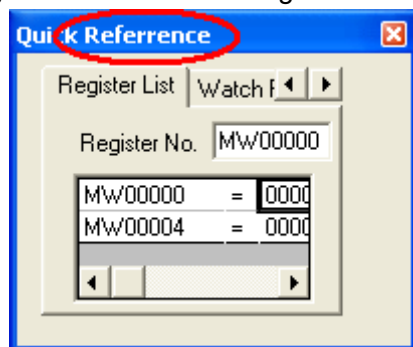 Quick Referrence
Register List Watch
Register No. MW00000
MW00000 = 0000
MW00004 = 0000